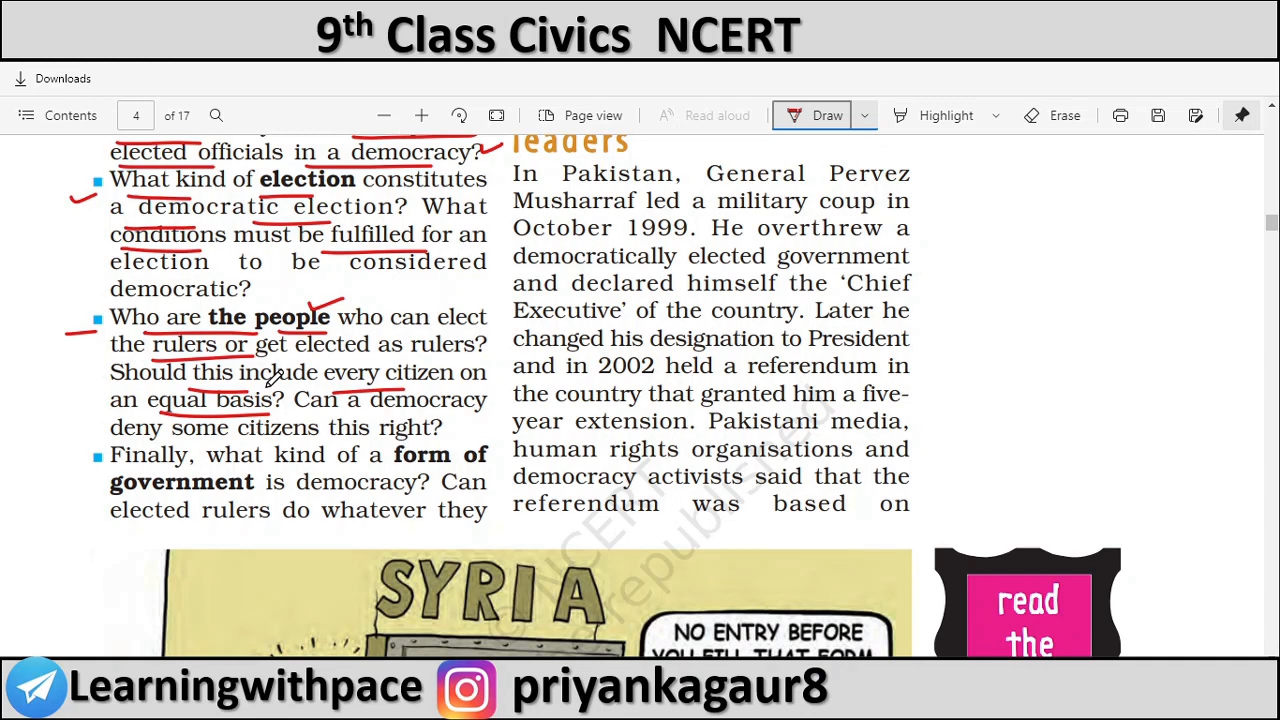 9th Class Civics NCERT
Downloads
Contents
4
of 17
Page view
Read aloud
Draw
Highlight
Erase
elected officials in a democracy?
What kind of election constitutes
a democratic election? What
conditions must be fulfilled for an
election to be considered
democratic?
Who are the people who can elect
the rulers or get elected as rulers?
Should this include every citizen on
an equal basis? Can a democracy
deny some citizens this right?
Finally, what kind of a form of
government is democracy? Can
elected rulers do whatever they
leaders
In Pakistan, General Pervez
Musharraf led a military coup in
October 1999. He overthrew a
democratically elected government
and declared himself the ‘Chief
Executive’ of the country. Later he
changed his designation to President
and in 2002 held a referendum in
the country that granted him a five-
year extension. Pakistani media,
human rights organisations and
democracy activists said that the
referendum was based on
© NCERT
republished
SYRIA
NO ENTRY BEFORE
YOU FILL THAT FORM
read
the
Learningwithpace
priyankagaur8